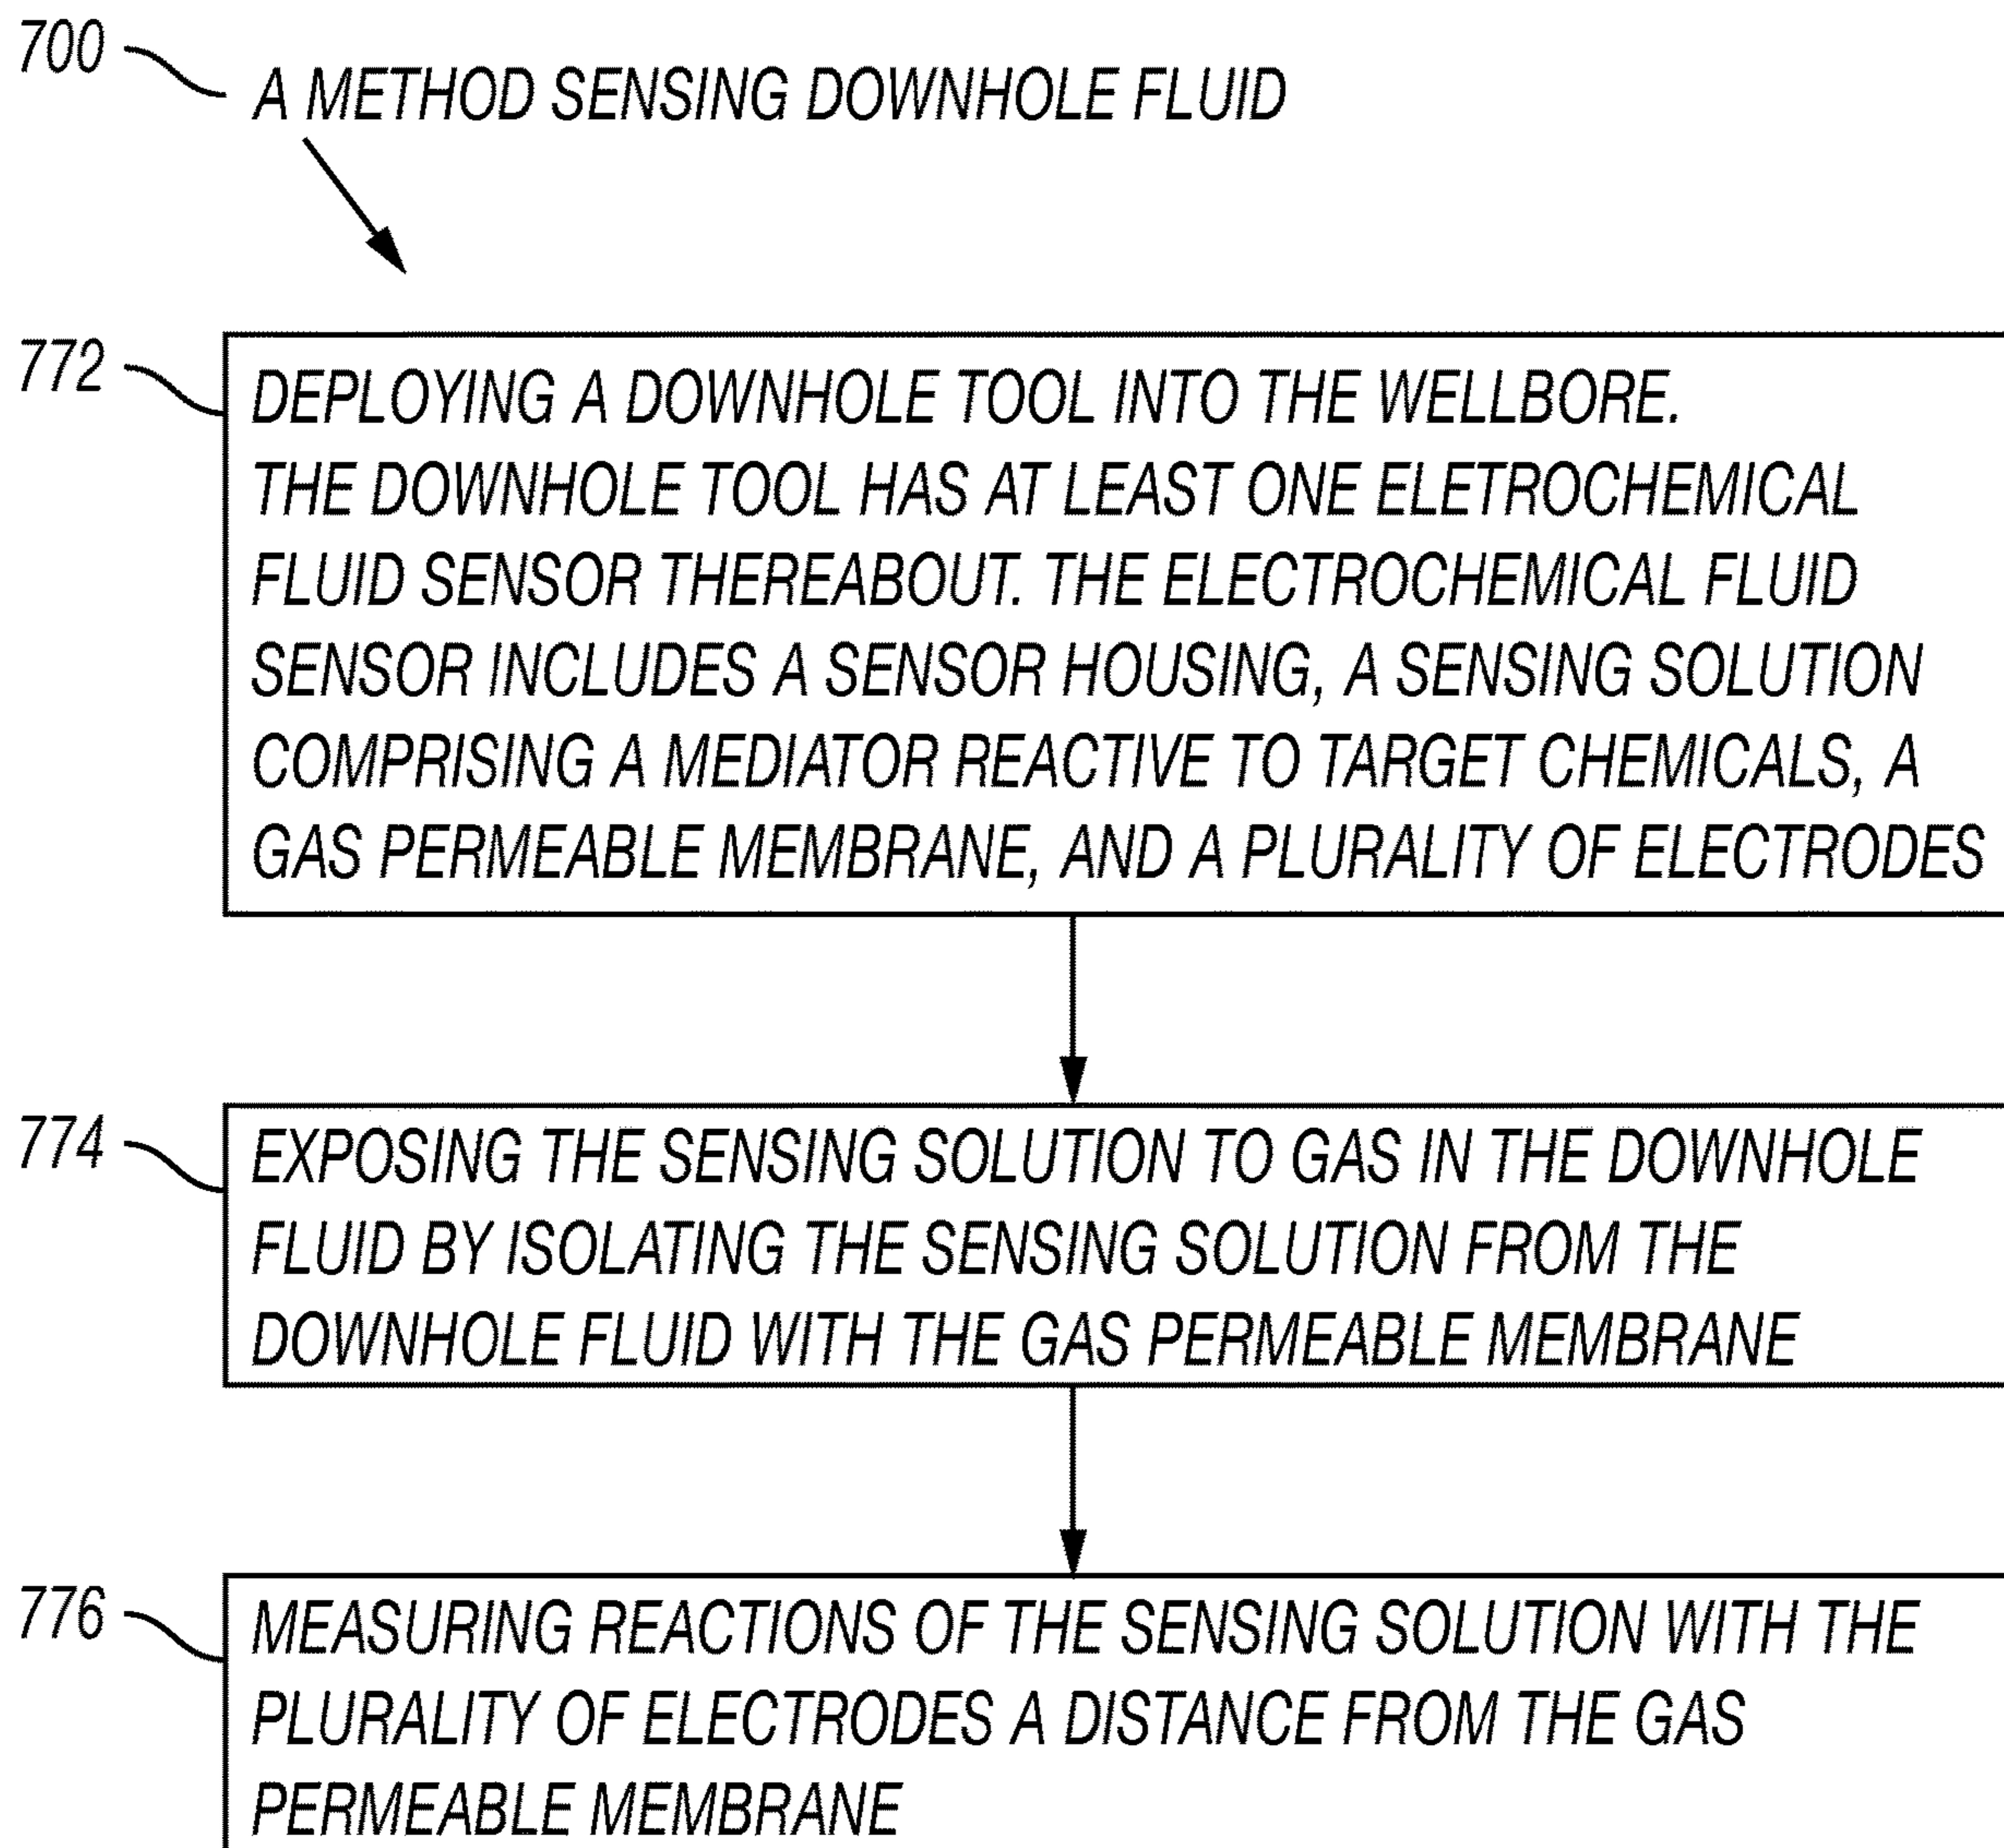 700
A METHOD SENSING DOWNHOLE FLUID
772
DEPLOYING A DOWNHOLE TOOL INTO THE WELLBORE.
THE DOWNHOLE TOOL HAS AT LEAST ONE ELETROCHEMICAL
FLUID SENSOR THEREABOUT. THE ELECTROCHEMICAL FLUID
SENSOR INCLUDES A SENSOR HOUSING, A SENSING SOLUTION
COMPRISING A MEDIATOR REACTIVE TO TARGET CHEMICALS, A
GAS PERMEABLE MEMBRANE, AND A PLURALITY OF ELECTRODES
774
EXPOSING THE SENSING SOLUTION TO GAS IN THE DOWNHOLE
FLUID BY ISOLATING THE SENSING SOLUTION FROM THE
DOWNHOLE FLUID WITH THE GAS PERMEABLE MEMBRANE
776
MEASURING REACTIONS OF THE SENSING SOLUTION WITH THE
PLURALITY OF ELECTRODES A DISTANCE FROM THE GAS
PERMEABLE MEMBRANE